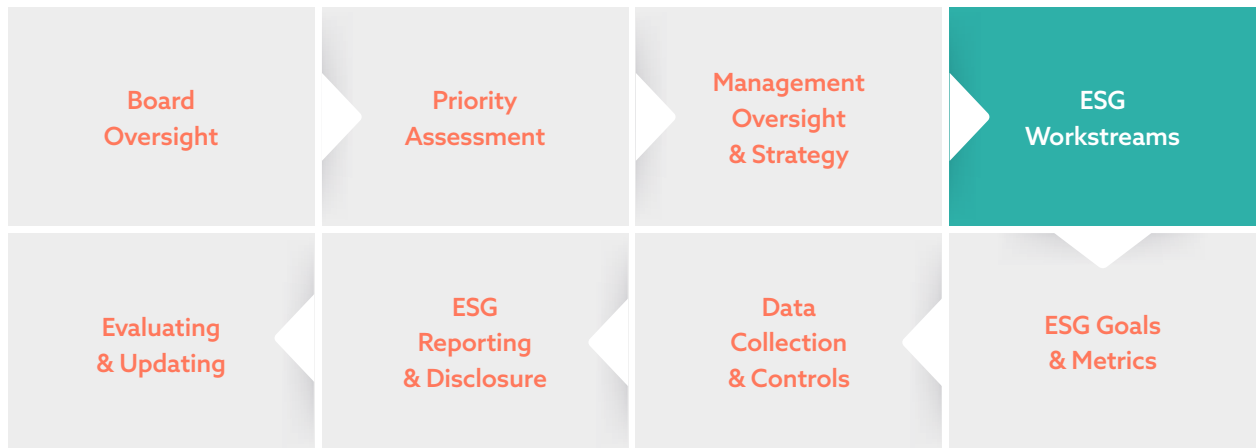 Board
Oversight
Priority
Assessment
Management
Oversight
& Strategy
ESG
Workstreams
Evaluating
& Updating
ESG
Reporting
& Disclosure
Data
Collection
& Controls
ESG Goals
& Metrics